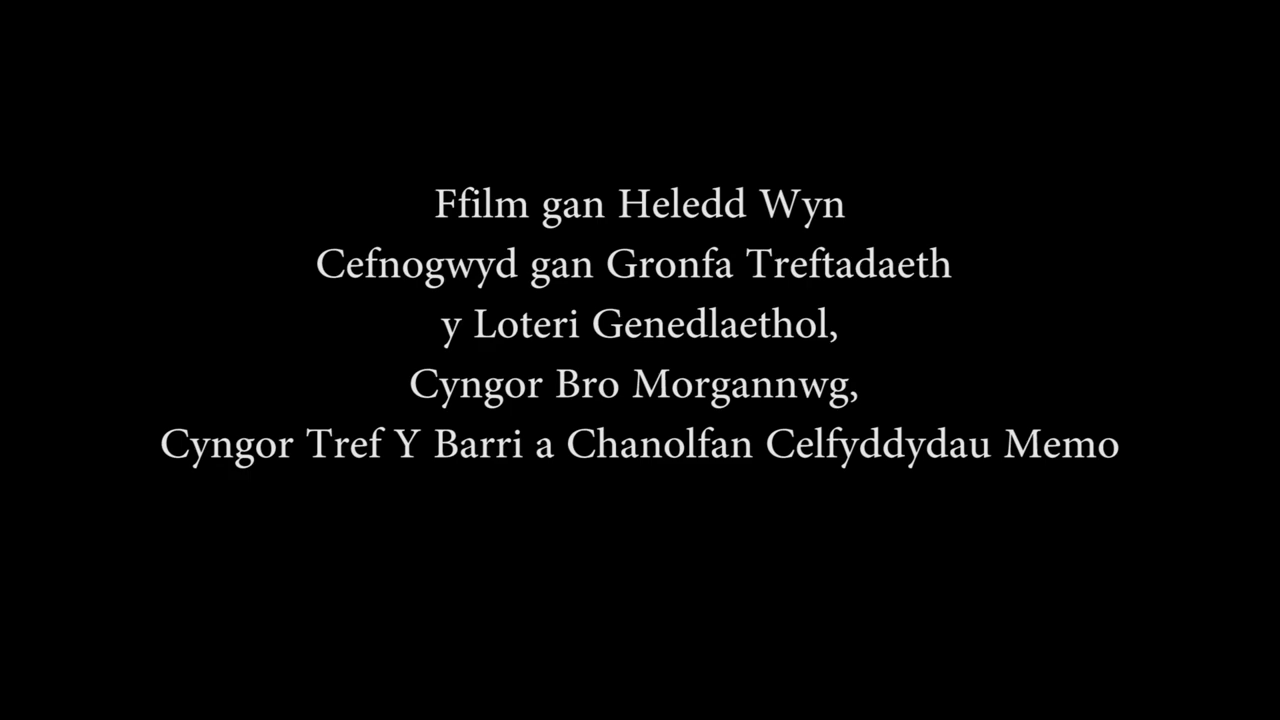 Ffilm gan Heledd Wyn
Cefnogwyd gan Gronfa Treftadaeth
y Loteri Genedlaethol,
Cyngor Bro Morgannwg,
Cyngor Tref Y Barri a Chanolfan Celfyddydau Memo